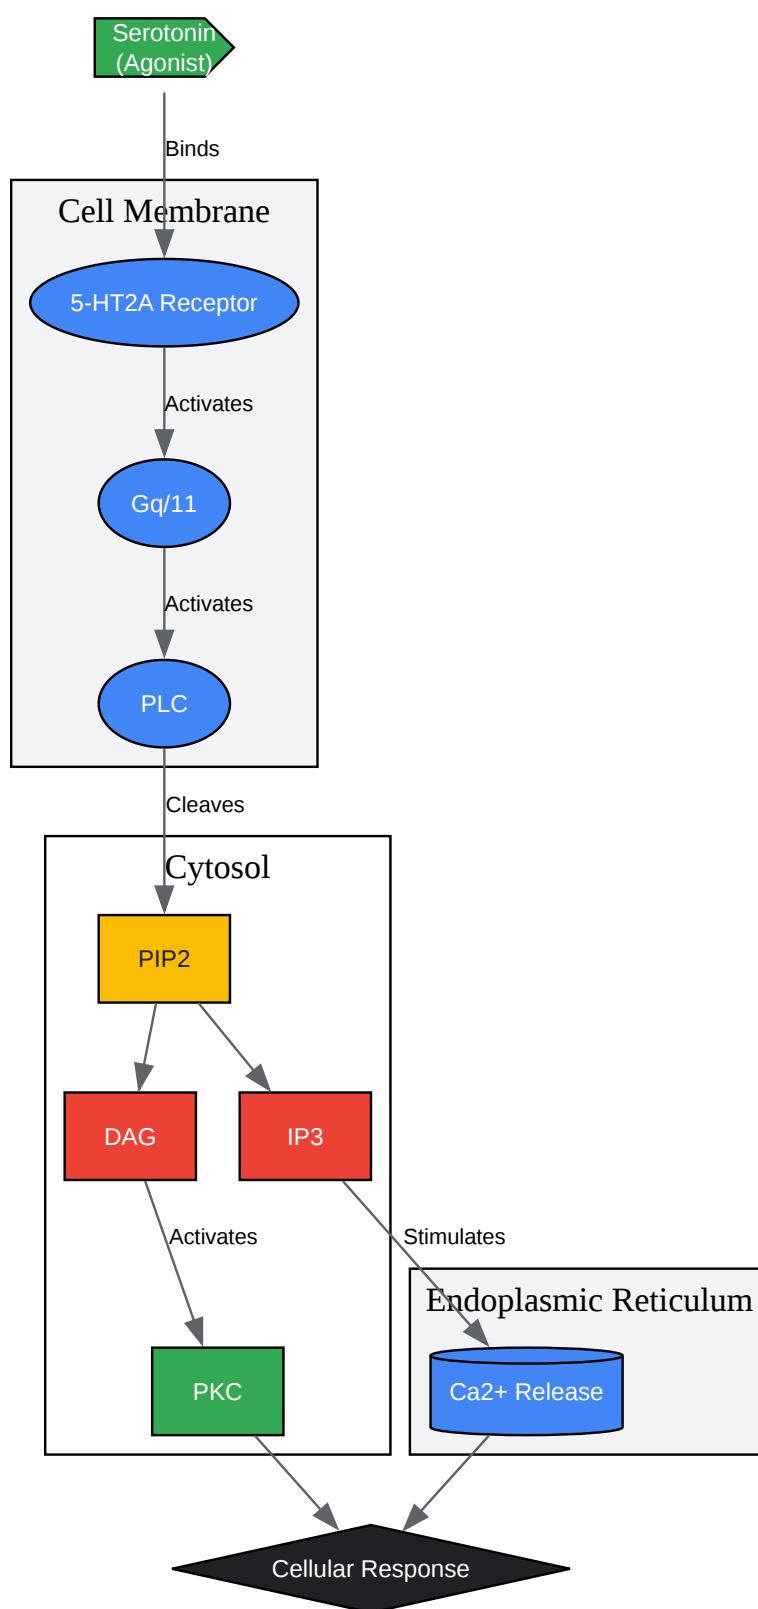 Serotonin
(Agonist)
Binds
Cell Membrane
5-HT2A Receptor
Activates
Gq/11
Activates
PLC
Cleaves
Cytosol
PIP2
DAG
IP3
Activates
Stimulates
Endoplasmic Reticulum
PKC
Ca2+ Release
Cellular Response